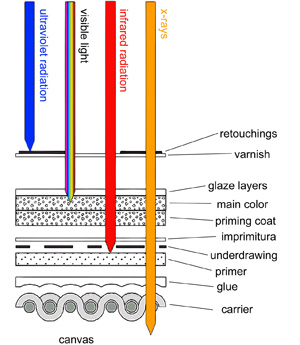 ultraviolet radiation
visible light
infrared radiation
x-rays
retouchings
varnish
glaze layers
main color
priming coat
imprimitura
underdrawing
primer
glue
carrier
canvas